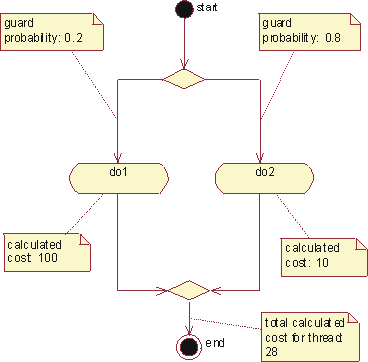 start
guard
probability: 0.2
guard
probability: 0.8
do1
do2
calculated
cost: 100
calculated
cost: 10
total calculated
cost for thread:
28
end